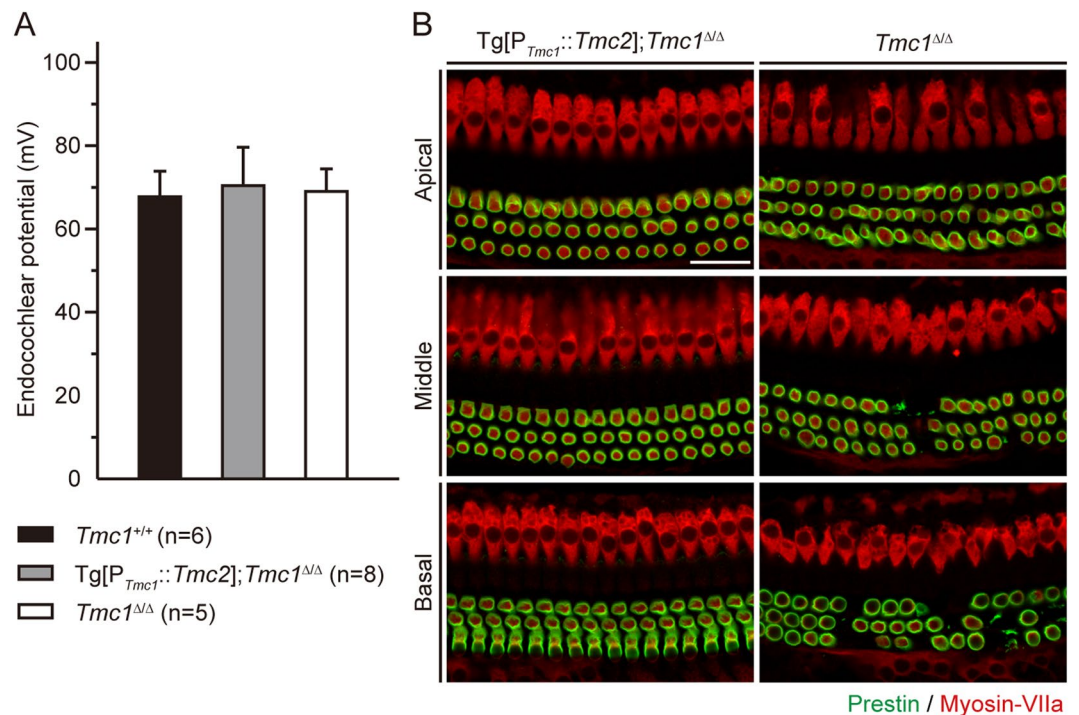 A
Endocochlear potential (mV)
100
80
60
40
20
0
Tmc1+/+ (n=6)
Tg[PTmc1::Tmc2];Tmc1Δ/Δ (n=8)
Tmc1Δ/Δ (n=5)
B
Tg[PTmc1::Tmc2];Tmc1Δ/Δ
Tmc1Δ/Δ
Apical
Middle
Basal
Prestin / Myosin-VIIa